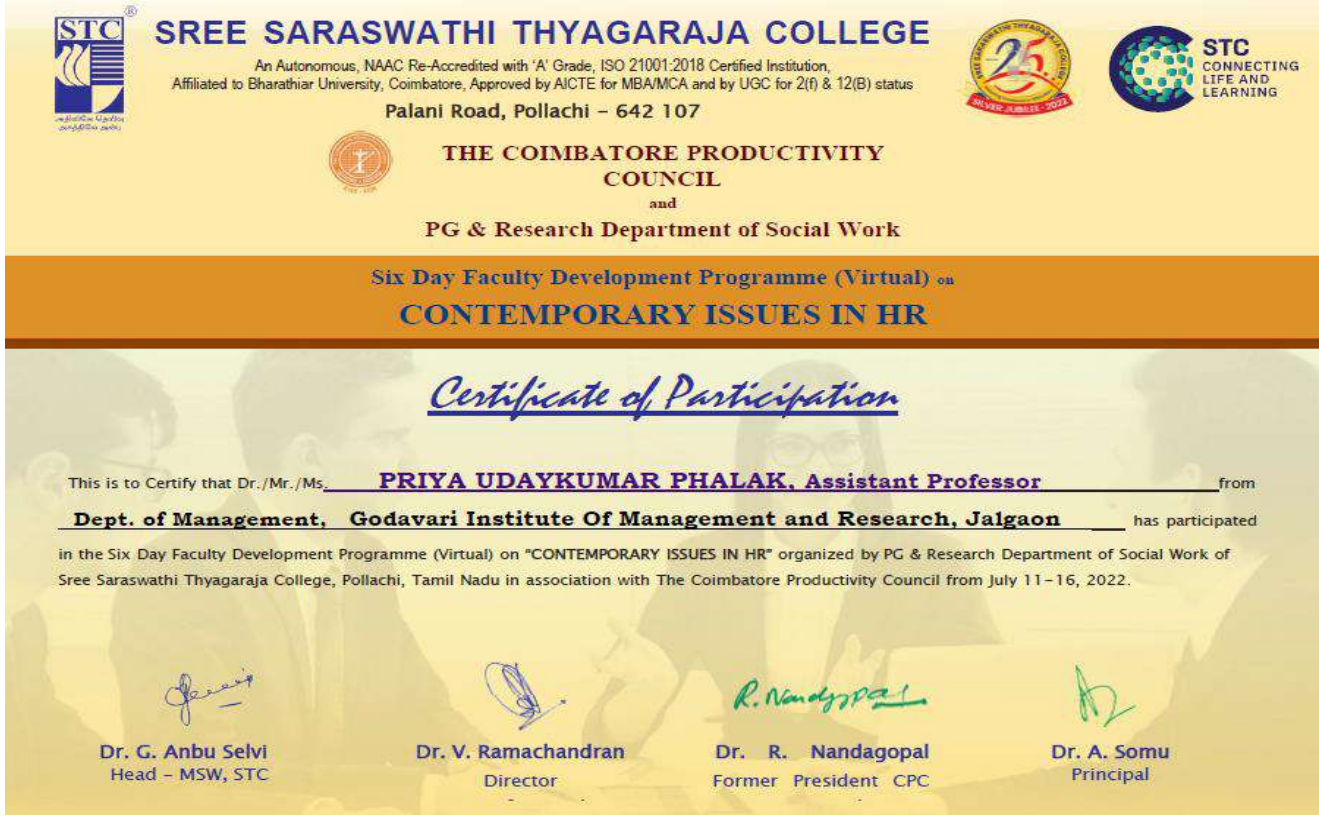 STC
®
SREE SARASWATHI THYAGARAJA COLLEGE
An Autonomous, NAAC Re-Accredited with 'A' Grade, ISO 21001:2018 Certified Institution,
Affiliated to Bharathiar University, Coimbatore, Approved by AICTE for MBA/MCA and by UGC for 2(f) & 12(B) status
Palani Road, Pollachi – 642 107
25
SILVER JUBILEE - 2022
STC
CONNECTING
LIFE AND
LEARNING
THE COIMBATORE PRODUCTIVITY
COUNCIL
and
PG & Research Department of Social Work
Six Day Faculty Development Programme (Virtual) on
CONTEMPORARY ISSUES IN HR
Certificate of Participation
This is to Certify that Dr./Mr./Ms. PRIYA UDAYKUMAR PHALAK, Assistant Professor from
Dept. of Management, Godavari Institute Of Management and Research, Jalgaon has participated
in the Six Day Faculty Development Programme (Virtual) on "CONTEMPORARY ISSUES IN HR" organized by PG & Research Department of Social Work of
Sree Saraswathi Thyagaraja College, Pollachi, Tamil Nadu in association with The Coimbatore Productivity Council from July 11–16, 2022.
R. Nandgopal
Dr. G. Anbu Selvi
Head – MSW, STC
Dr. V. Ramachandran
Director
Dr. R. Nandagopal
Former President CPC
Dr. A. Somu
Principal